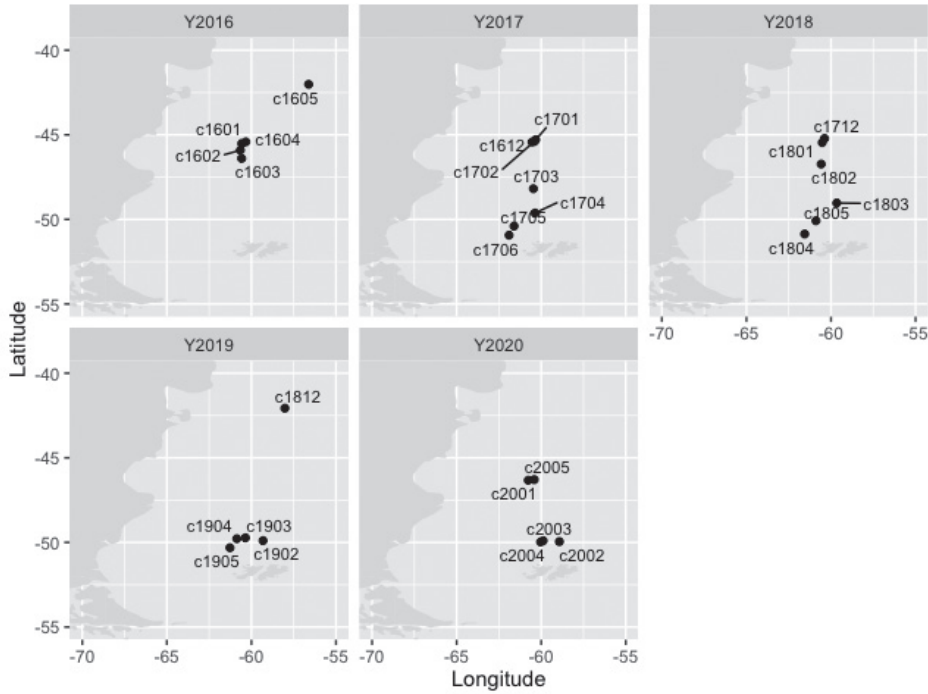 Y2016
Y2017
Y2018
-40
-45
-50
-55
c1605
c1601
c1604
c1602
c1603
c1701
c1612
c1702
c1703
c1704
c1705
c1706
c1712
c1801
c1802
c1803
c1805
c1804
-70
-65
-60
-55
Latitude
Y2019
Y2020
-40
-45
-50
-55
c1812
c1904
c1903
c1905
c1902
c2005
c2001
c2003
c2004
c2002
-70
-65
-60
-55
-70
-65
-60
-55
Longitude